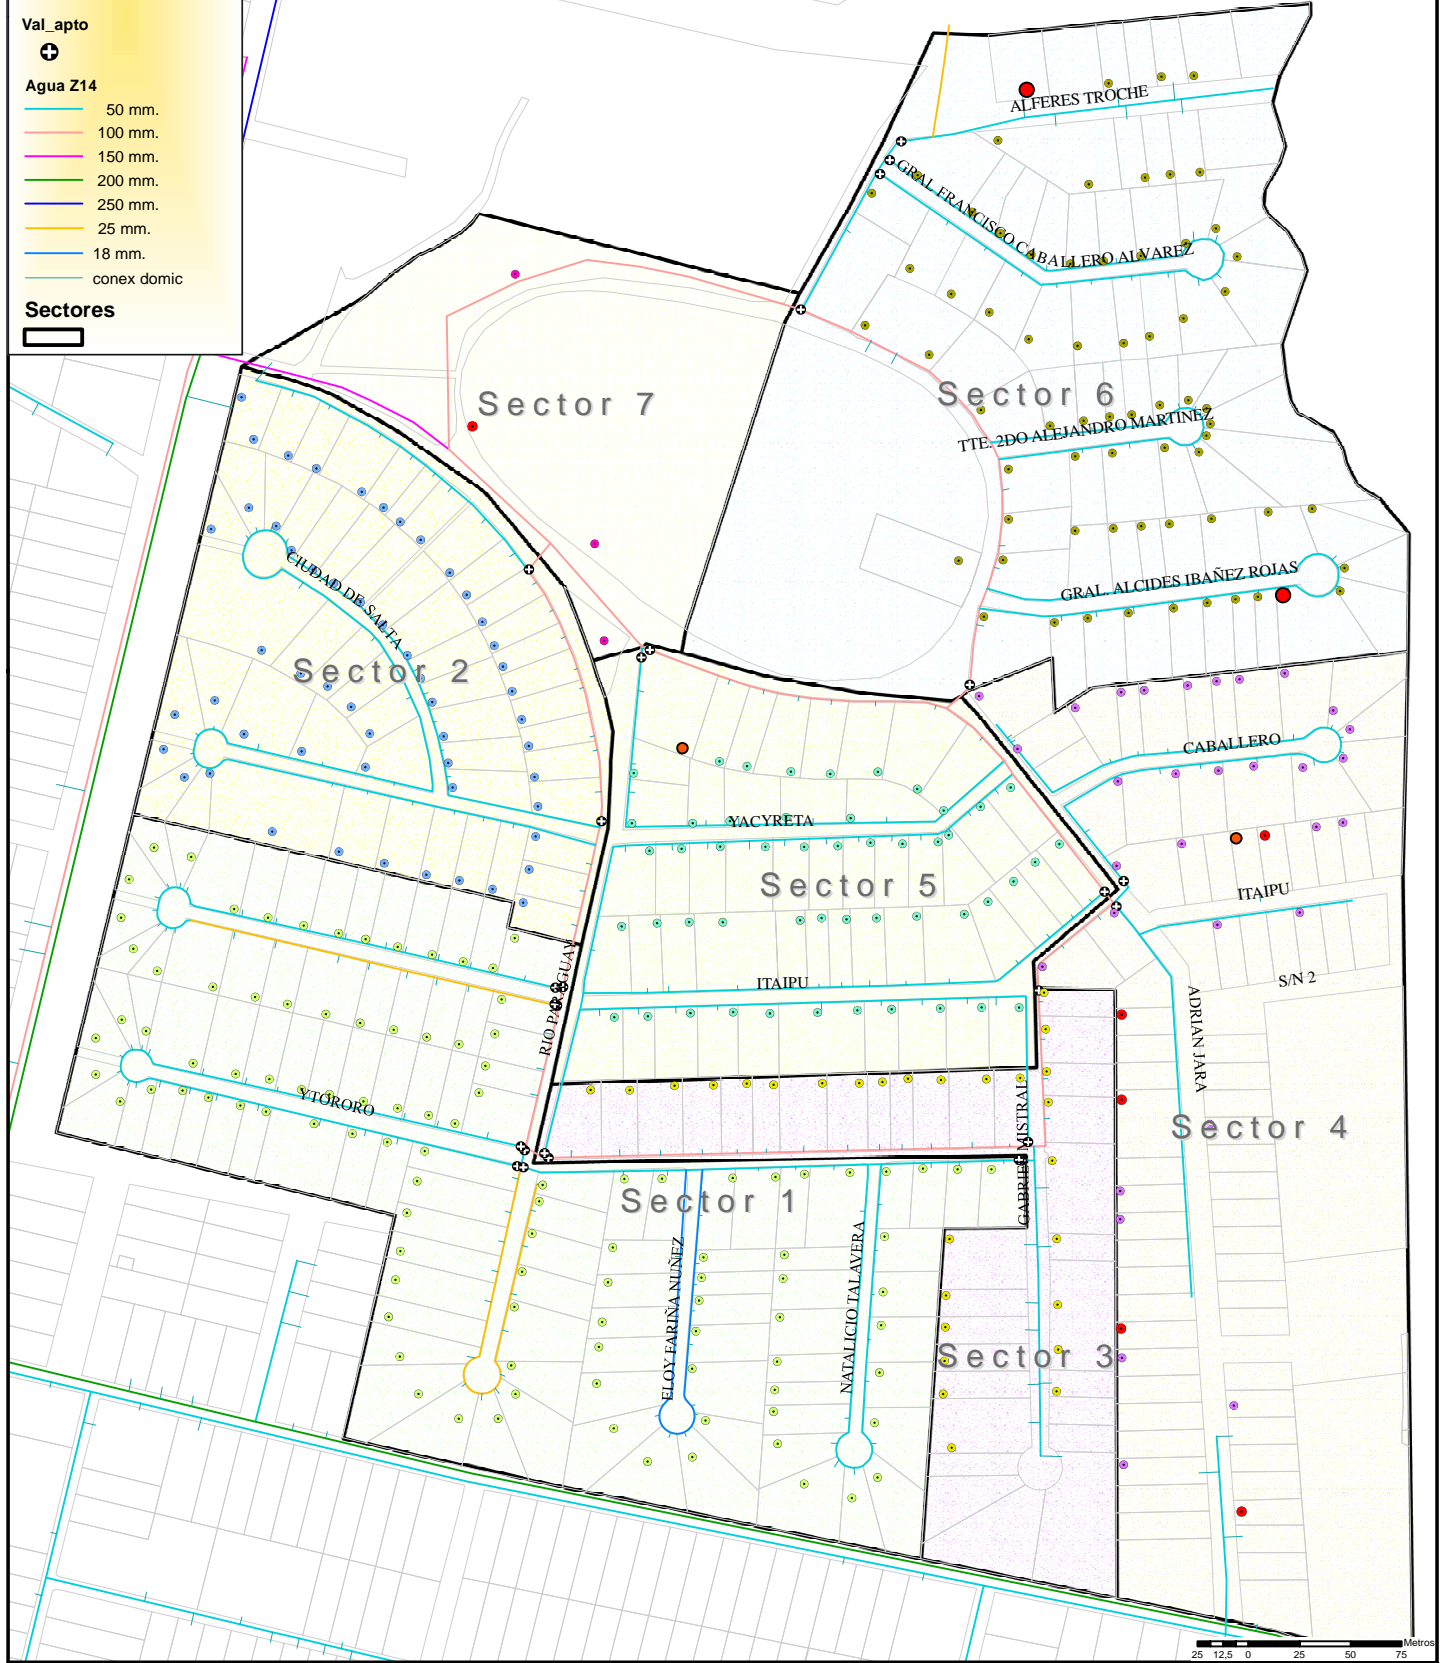 Val_apto
Agua Z14
50 mm.
100 mm.
150 mm.
200 mm.
250 mm.
25 mm.
18 mm.
conex domic
Sectores
ALFERES TROCHE
GRAL FRANCISCO CABALLERO ALVAREZ
Sector 7
Sector 6
TTE. 2DO ALEJANDRO MARTINEZ
CIUDAD DE SALTA
GRAL. ALCIDES IBAÑEZ ROJAS
Sector 2
CABALLERO
YACYRETA
Sector 5
ITAIPU
RIO PARAGUAY
ITAIPU
S/N 2
ADRIAN JARA
YTORORO
GABRIEL MISTRAL
Sector 4
Sector 1
ELOY FARIÑA NUÑEZ
NATALICIO TALAVERA
Sector 3
Metros
25 12,5 0 25 50 75